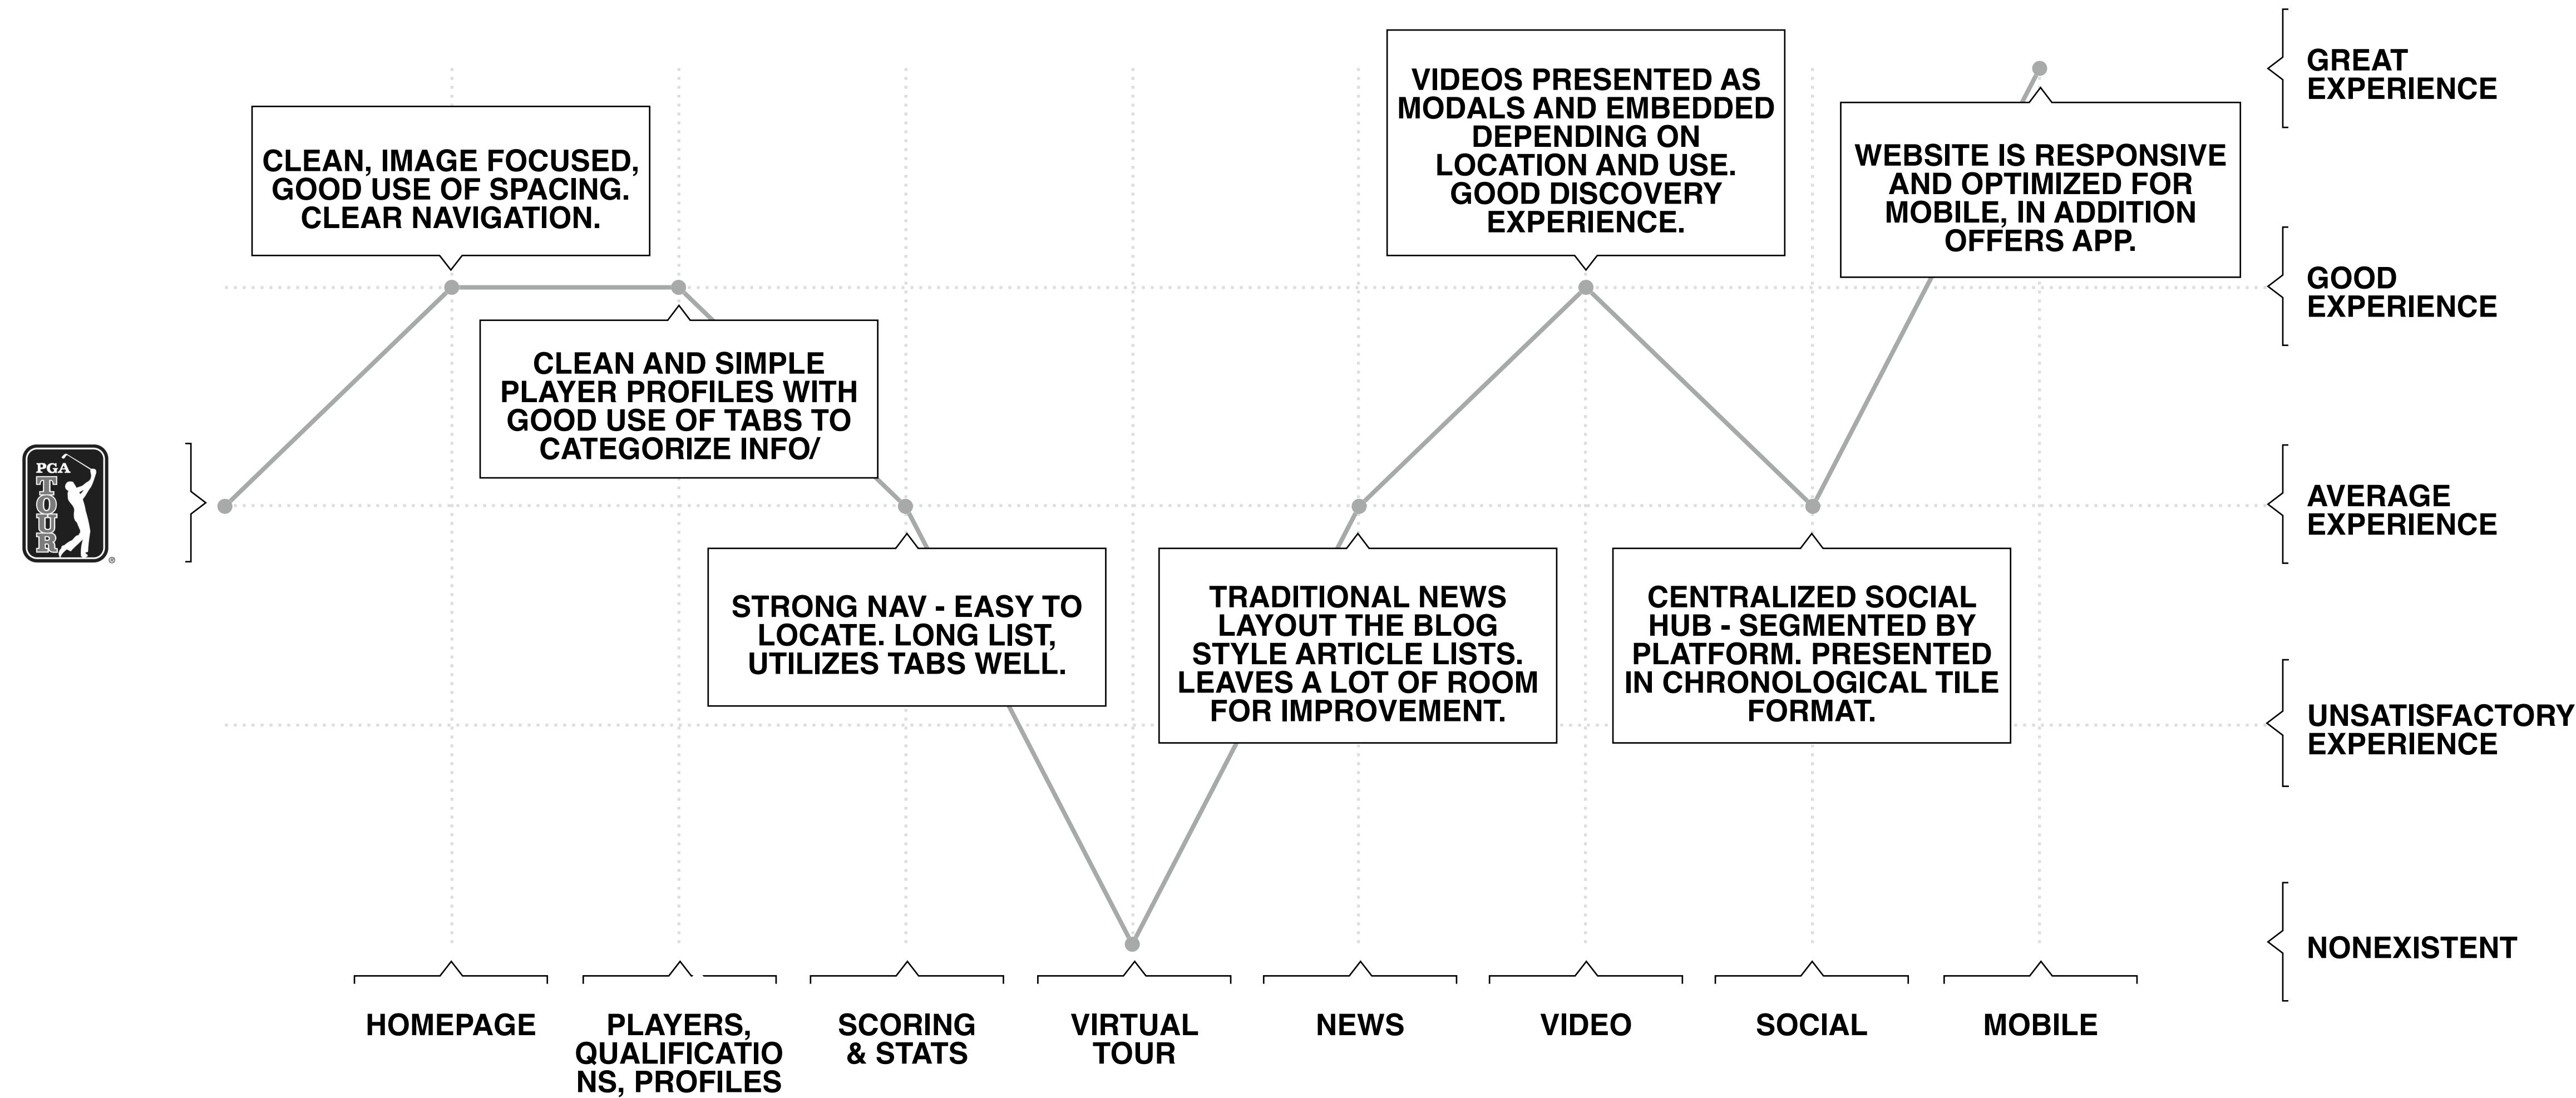 CLEAN, IMAGE FOCUSED,
GOOD USE OF SPACING.
CLEAR NAVIGATION.
CLEAN AND SIMPLE
PLAYER PROFILES WITH
GOOD USE OF TABS TO
CATEGORIZE INFO/
STRONG NAV - EASY TO
LOCATE. LONG LIST,
UTILIZES TABS WELL.
TRADITIONAL NEWS
LAYOUT THE BLOG
STYLE ARTICLE LISTS.
LEAVES A LOT OF ROOM
FOR IMPROVEMENT.
VIDEOS PRESENTED AS
MODALS AND EMBEDDED
DEPENDING ON
LOCATION AND USE.
GOOD DISCOVERY
EXPERIENCE.
CENTRALIZED SOCIAL
HUB - SEGMENTED BY
PLATFORM. PRESENTED
IN CHRONOLOGICAL TILE
FORMAT.
WEBSITE IS RESPONSIVE
AND OPTIMIZED FOR
MOBILE, IN ADDITION
OFFERS APP.
GREAT
EXPERIENCE
GOOD
EXPERIENCE
AVERAGE
EXPERIENCE
UNSATISFACTORY
EXPERIENCE
NONEXISTENT
PGA
TOUR
®
HOMEPAGE
PLAYERS,
QUALIFICATIO
NS, PROFILES
SCORING
& STATS
VIRTUAL
TOUR
NEWS
VIDEO
SOCIAL
MOBILE